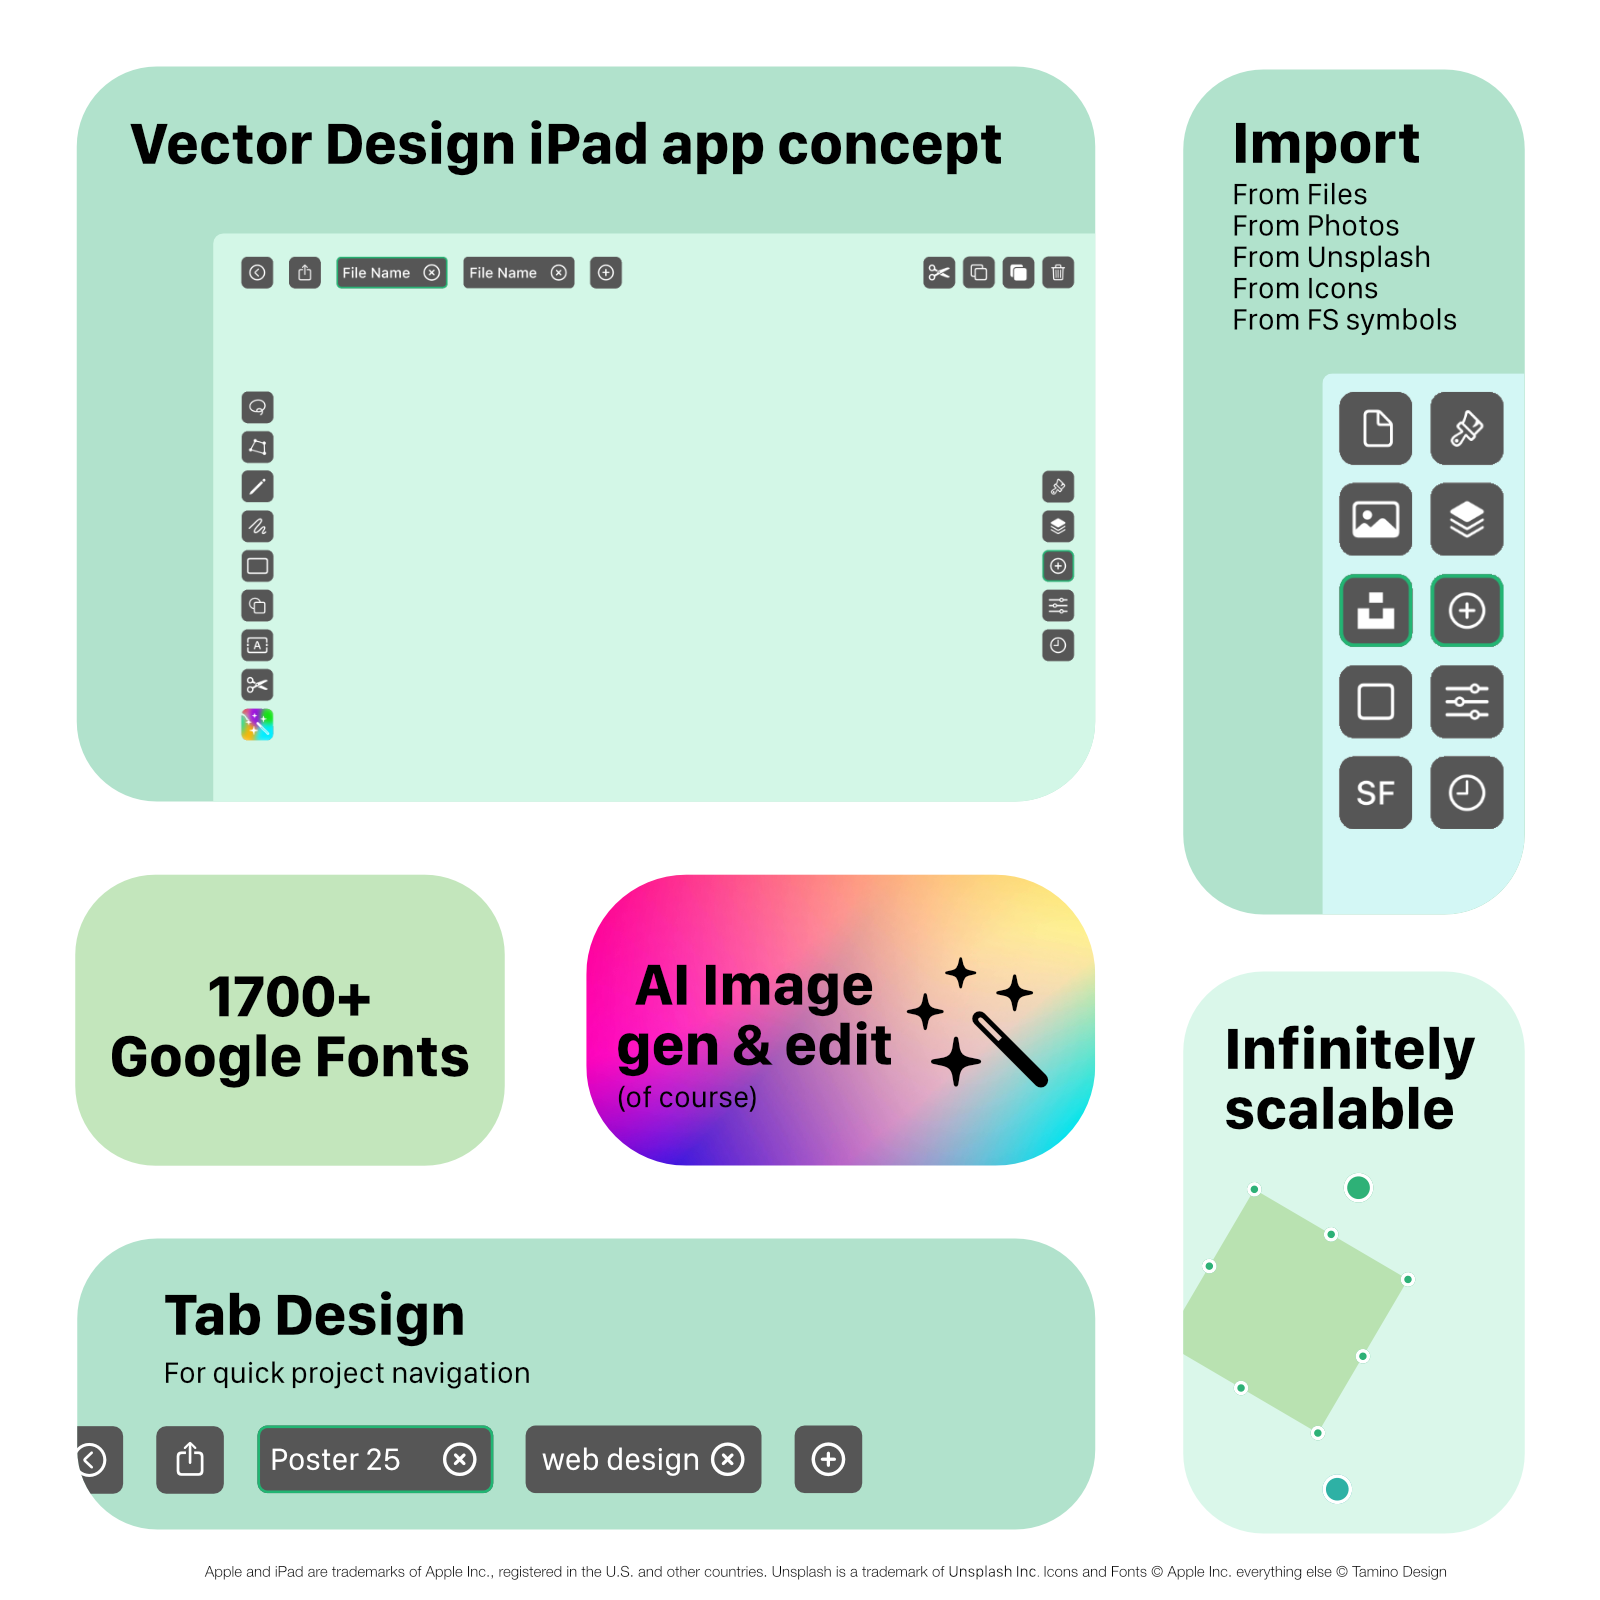 Vector Design iPad app concept
File Name
File Name
A
Import
From Files
From Photos
From Unsplash
From Icons
From FS symbols
SF
1700+
Google Fonts
AI Image
gen & edit
(of course)
Infinitely
scalable
Tab Design
For quick project navigation
Poster 25
web design
Apple and iPad are trademarks of Apple Inc., registered in the U.S. and other countries. Unsplash is a trademark of Unsplash Inc. Icons and Fonts © Apple Inc. everything else © Tamino Design